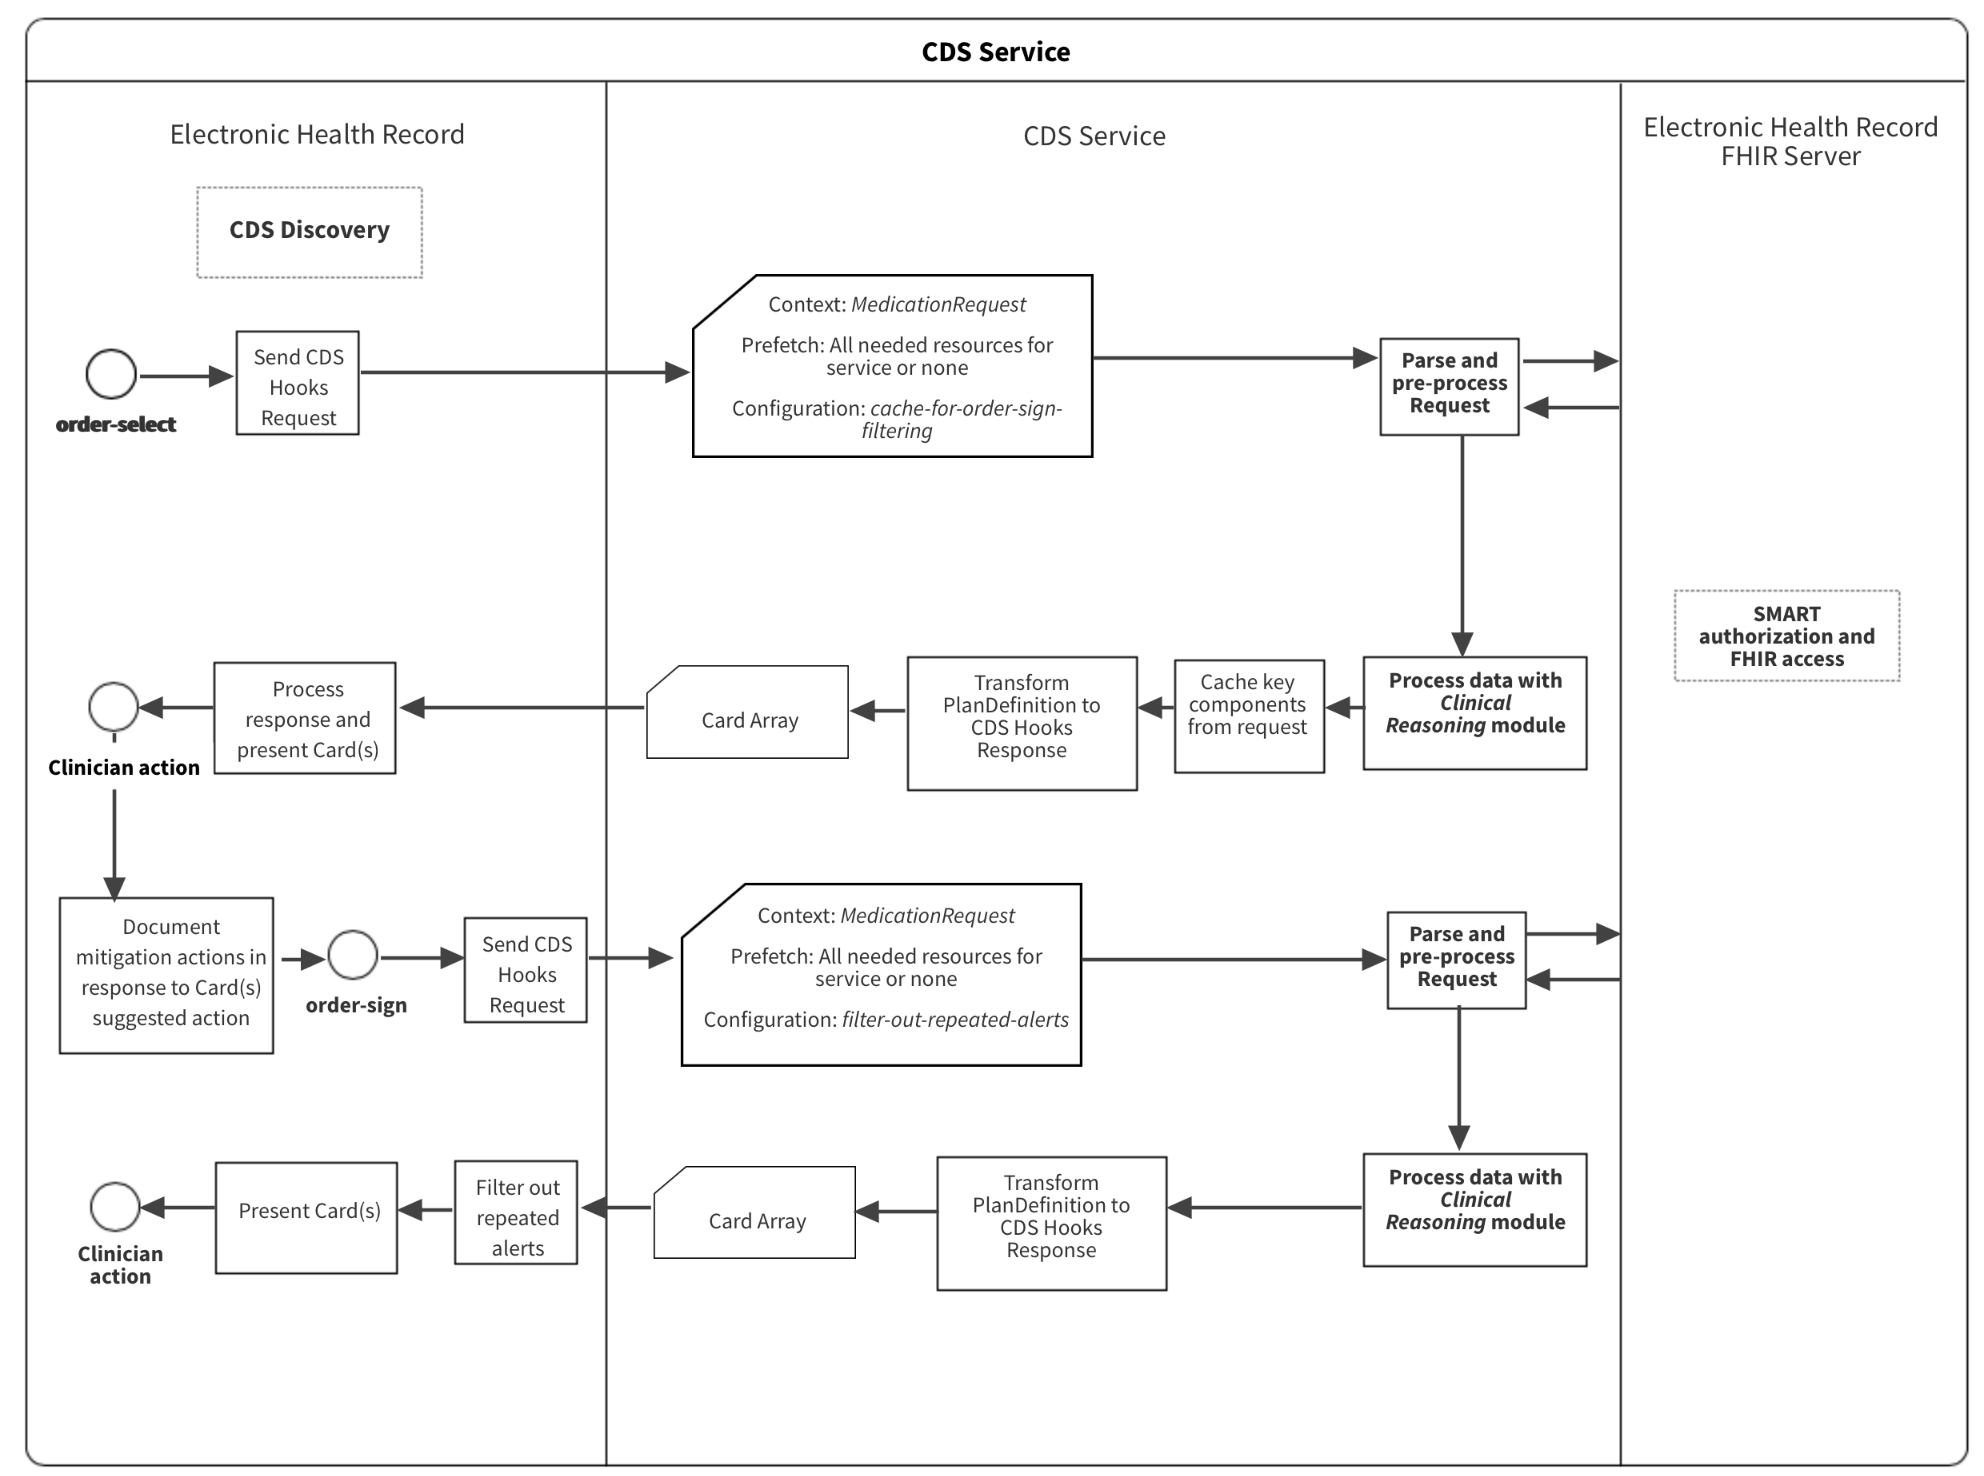 CDS Service
Electronic Health Record
CDS Service
Electronic Health Record
FHIR Server
CDS Discovery
order-select
Send CDS
Hooks
Request
Context: MedicationRequest
Prefetch: All needed resources for
service or none
Configuration: cache-for-order-sign-
filtering
Parse and
pre-process
Request
SMART
authorization and
FHIR access
Process data with
Clinical
Reasoning module
Cache key
components
from request
Transform
PlanDefinition to
CDS Hooks
Response
Card Array
Process
response and
present Card(s)
Clinician action
Document
mitigation actions in
response to Card(s)
suggested action
order-sign
Send CDS
Hooks
Request
Context: MedicationRequest
Prefetch: All needed resources for
service or none
Configuration: filter-out-repeated-alerts
Parse and
pre-process
Request
Process data with
Clinical
Reasoning module
Transform
PlanDefinition to
CDS Hooks
Response
Card Array
Filter out
repeated
alerts
Present Card(s)
Clinician
action